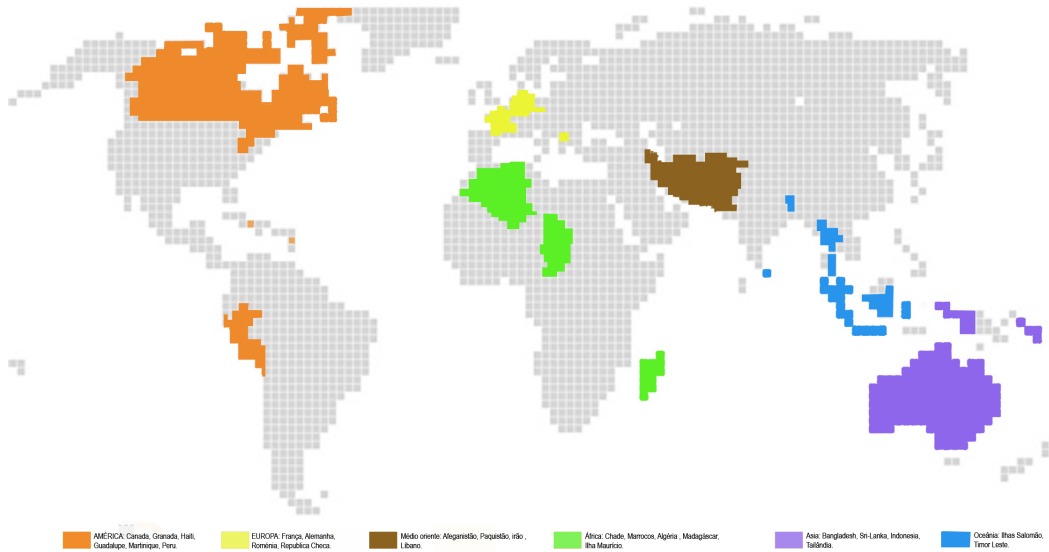 AMÉRICA: Canada, Granada, Haiti,
Guadalupe, Martinique, Peru.
EUROPA: França, Alemanha,
Roménia, Republica Checa.
Médio oriente: Afeganistão, Paquistão, irão ,
Libano.
África: Chade, Marrocos, Algéria , Madagáscar,
Ilha Maurício.
Asia: Bangladesh, Sri-Lanka, Indonesia,
Tailândia.
Oceânia: Ilhas Salomão,
Timor Leste.